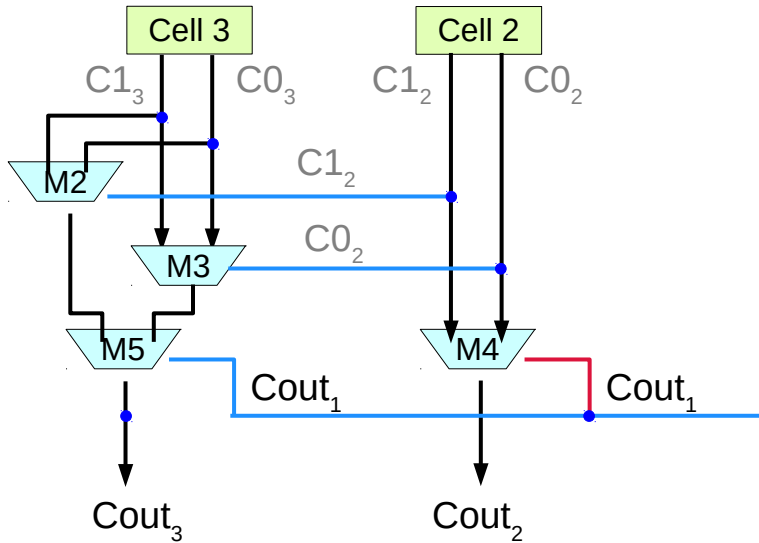 Cell 3
Cell 2
C1₃
C0₃
C1₂
C0₂
C1₂
M2
C0₂
M3
M5
M4
Cout₁
Cout₁
Cout₃
Cout₂